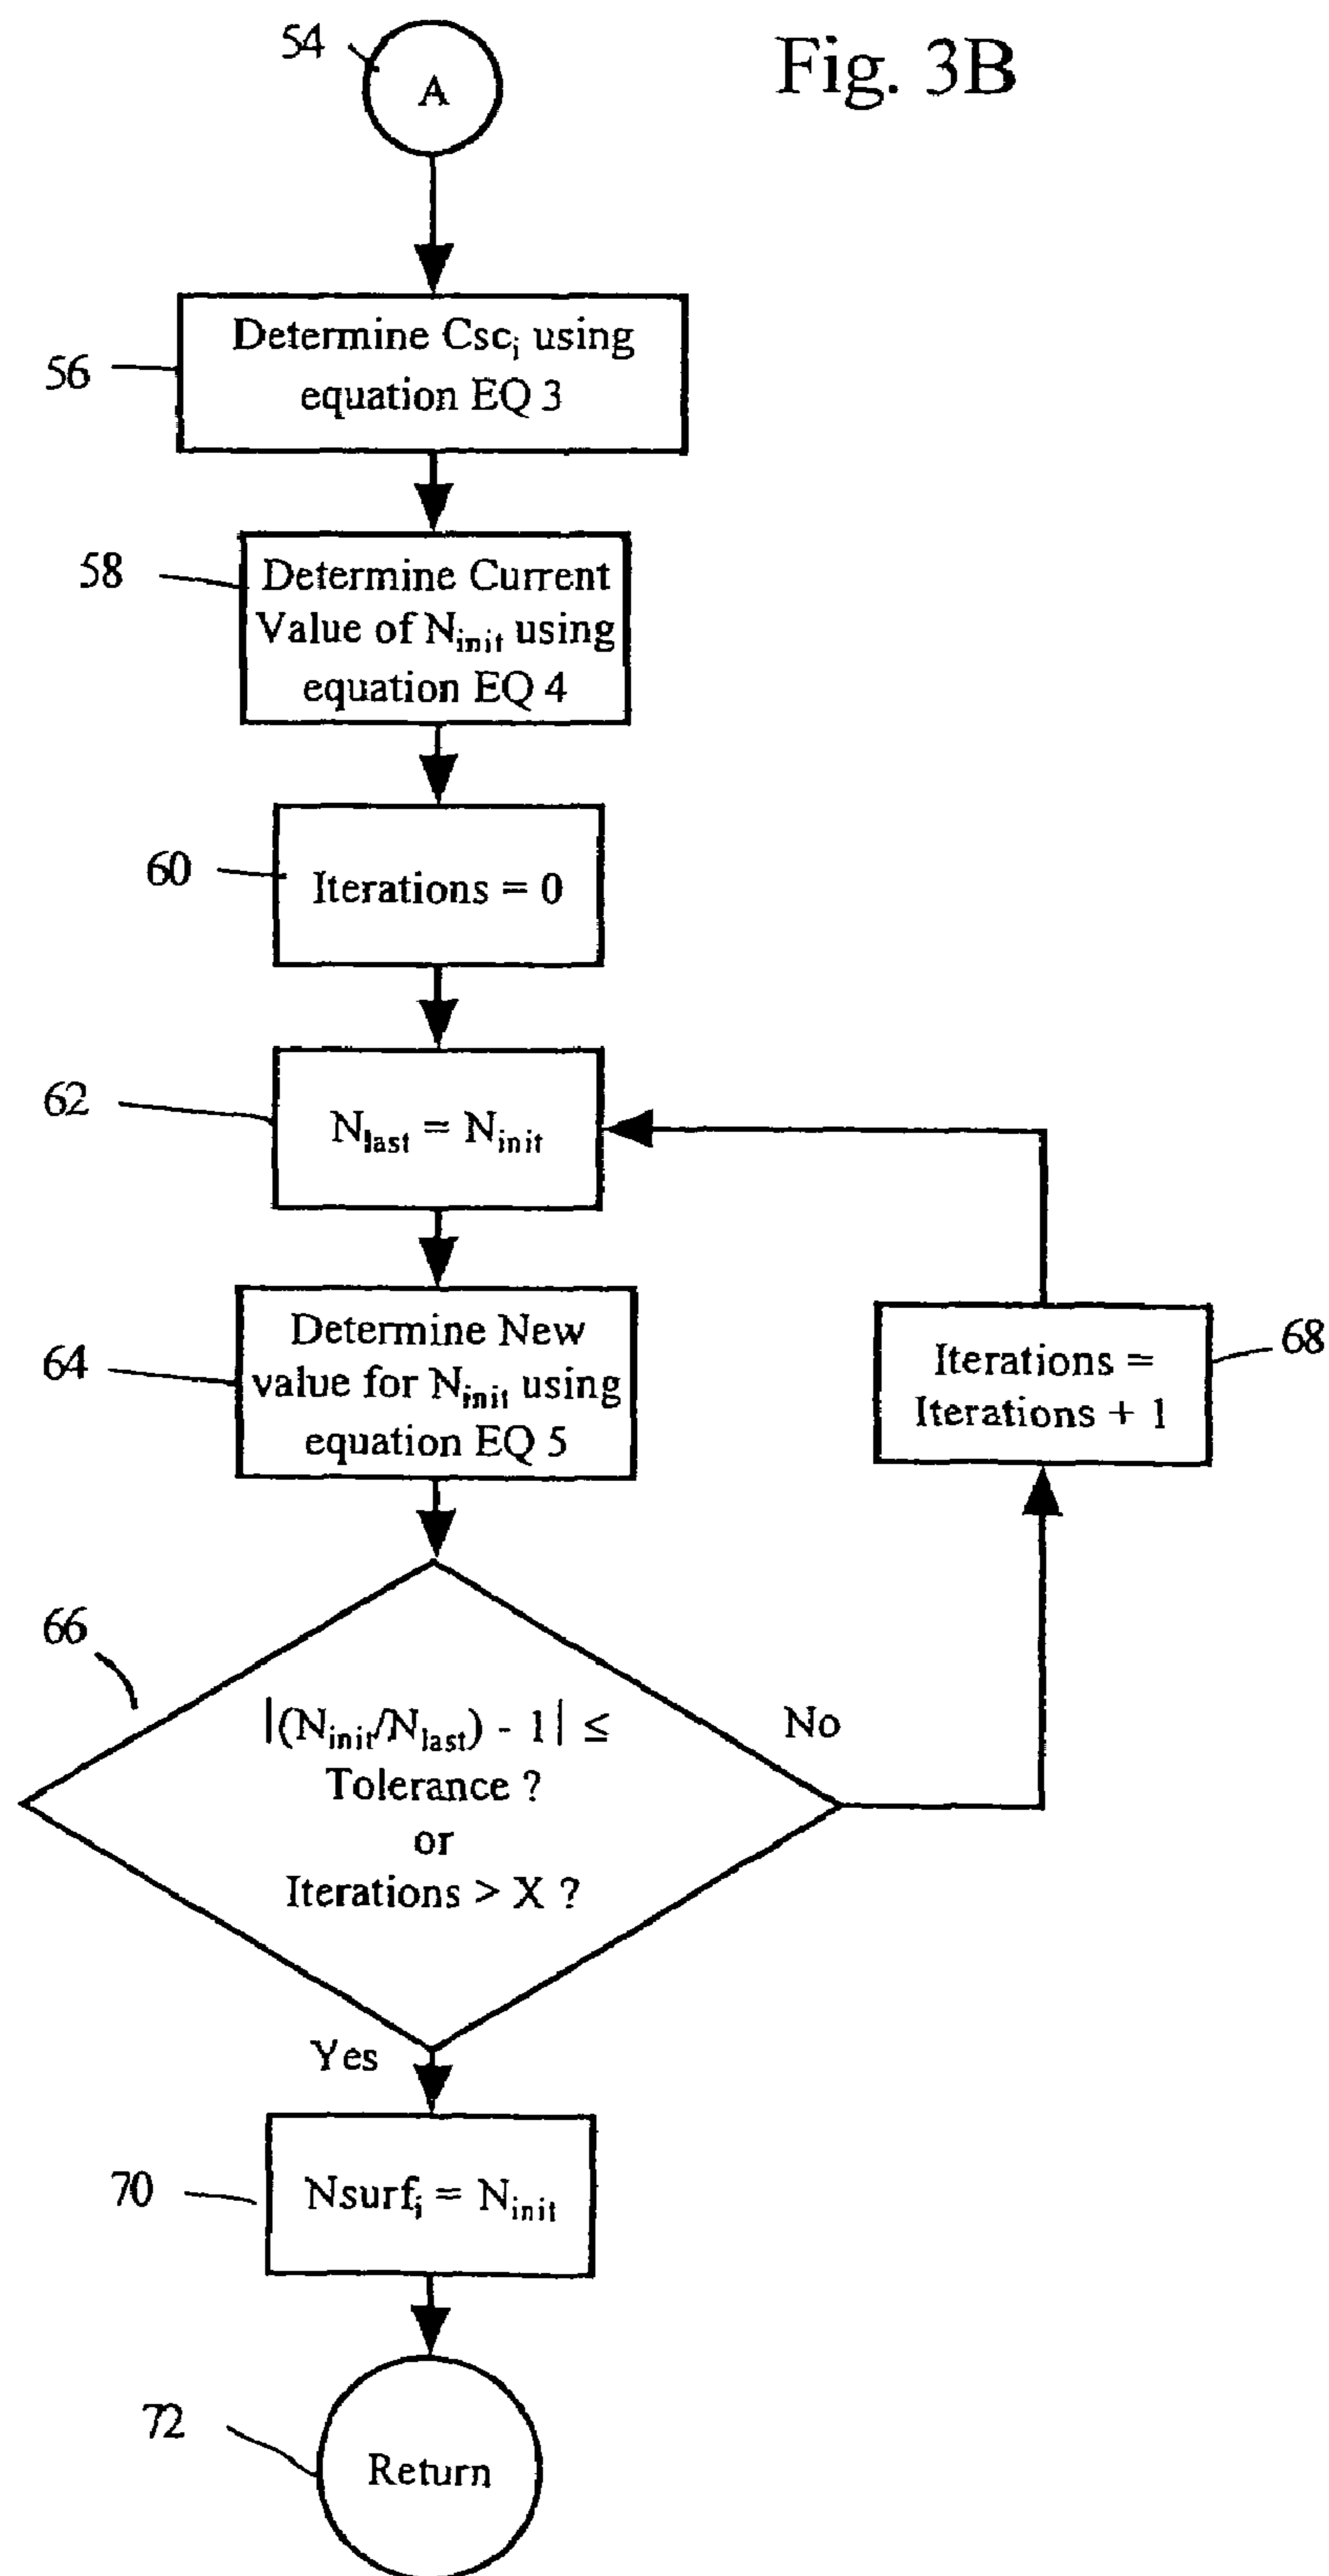 Fig. 3B
54
A
56
Determine Cscᵢ using
equation EQ 3
58
Determine Current
Value of N_init using
equation EQ 4
60
Iterations = 0
62
N_last = N_init
64
Determine New
value for N_init using
equation EQ 5
68
Iterations =
Iterations + 1
66
|(N_init/N_last) - 1| ≤
Tolerance ?
or
Iterations > X ?
No
Yes
70
Nsurfᵢ = N_init
72
Return